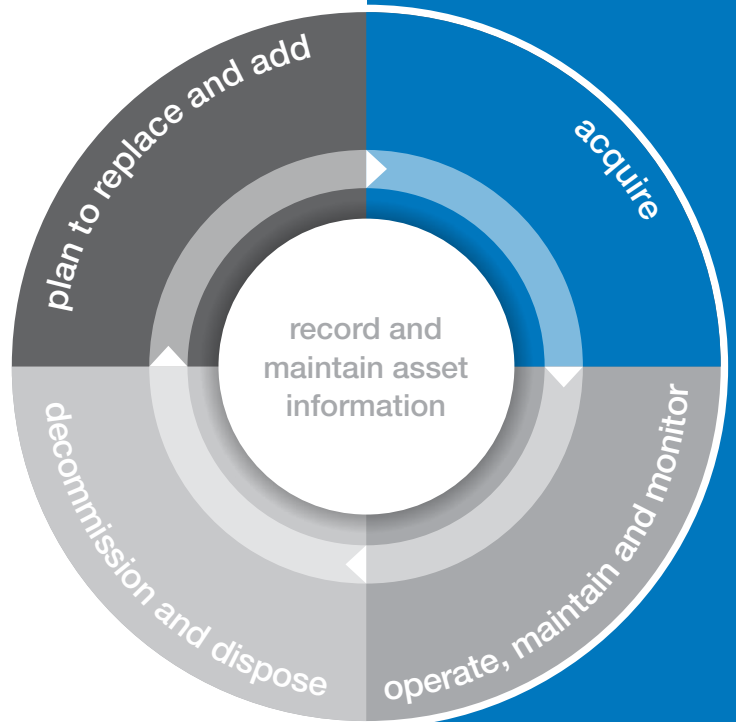 plan to replace and add
acquire
record and
maintain asset
information
decommission and dispose
operate, maintain and monitor